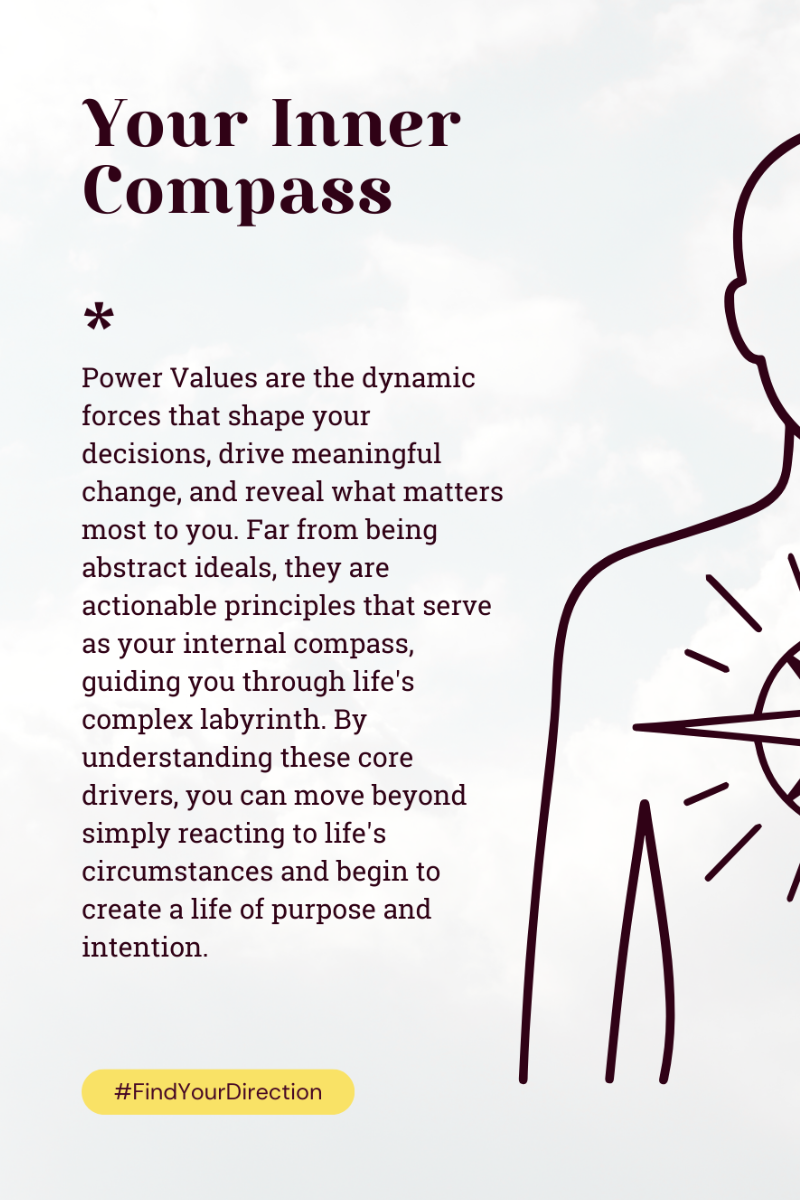 Your Inner
Compass
*
Power Values are the dynamic
forces that shape your
decisions, drive meaningful
change, and reveal what matters
most to you. Far from being
abstract ideals, they are
actionable principles that serve
as your internal compass,
guiding you through life's
complex labyrinth. By
understanding these core
drivers, you can move beyond
simply reacting to life's
circumstances and begin to
create a life of purpose and
intention.
#FindYourDirection